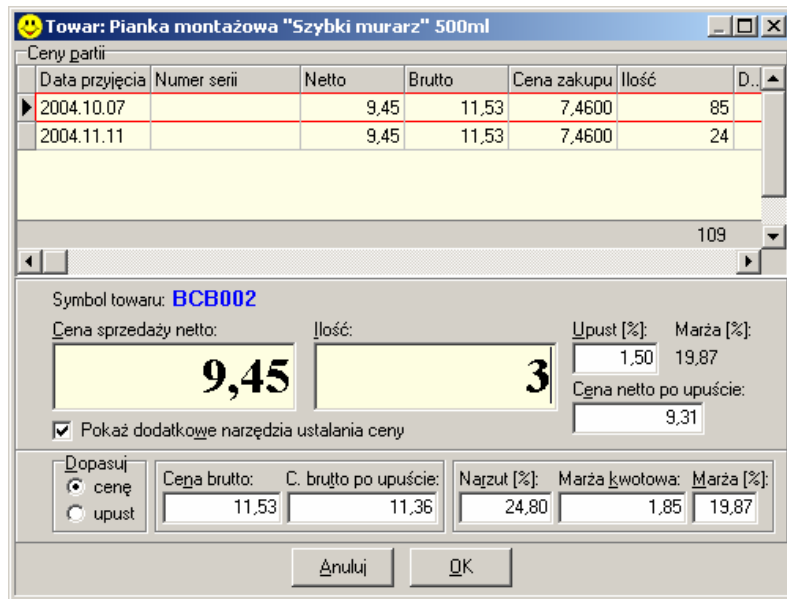 Towar: Pianka montażowa "Szybki murarz" 500ml
Ceny partii
Data przyjęcia Numer serii Netto Brutto Cena zakupu Ilość D..
2004.10.07 9,45 11,53 7,4600 85
2004.11.11 9,45 11,53 7,4600 24
109
Symbol towaru: BCB002
Cena sprzedaży netto: Ilość: Upust [%]: Marża [%]:
9,45 3 1,50 19,87
Cena netto po upuście:
9,31
Pokaż dodatkowe narzędzia ustalania ceny
Dopasuj
cenę
upust
Cena brutto: C. brutto po upuście: Narzut [%]: Marża kwotowa: Marża [%]:
11,53 11,36 24,80 1,85 19,87
Anuluj OK